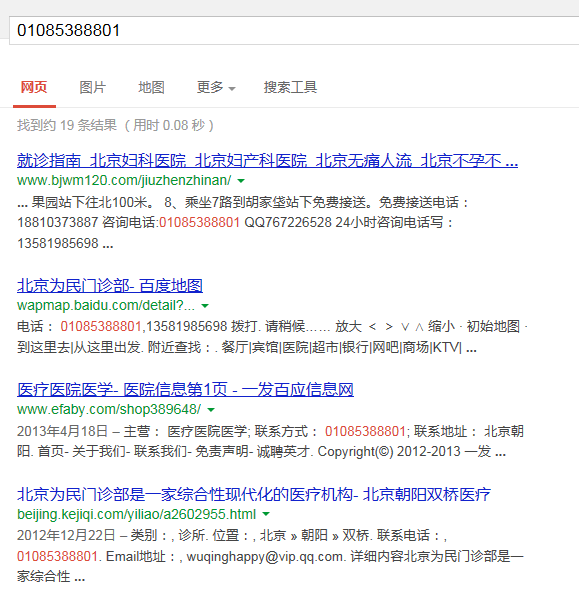 01085388801
网页 图片 地图 更多 搜索工具
找到约 19 条结果 （用时 0.08 秒）
就诊指南_北京妇科医院_北京妇产科医院_北京无痛人流_北京不孕不 ...
www.bjwm120.com/jiuzhenzhinan/
... 果园站下车往北100米。 8、乘坐7路到胡家垡站下免费接送。免费接送电话：
18810373887 咨询电话:01085388801 QQ767226528 24小时咨询电话写：
13581985698 ...
北京为民门诊部- 百度地图
wapmap.baidu.com/detail?...
电话： 01085388801,13581985698 拨打. 请稍候…… 放大 ＜ ＞ ∨ ∧ 缩小 · 初始地图 ·
到这里去|从这里出发. 附近查找：. 餐厅|宾馆|医院|超市|银行|网吧|商场|KTV| ...
医疗医院医学- 医院信息第1页 - 一发百应信息网
www.efaby.com/shop389648/
2013年4月18日 – 主营： 医疗医院医学; 联系方式： 01085388801; 联系地址： 北京朝
阳. 首页- 关于我们- 联系我们- 免责声明- 诚聘英才. Copyright(©) 2012-2013 一发 ...
北京为民门诊部是一家综合性现代化的医疗机构- 北京朝阳双桥医疗
beijing.kejiqi.com/yiliao/a2602955.html
2012年12月22日 – 类别：, 诊所. 位置：, 北京 » 朝阳 » 双桥. 联系电话：,
01085388801. Email地址：, wuqinghappy@vip.qq.com. 详细内容北京为民门诊部是一
家综合性 ...